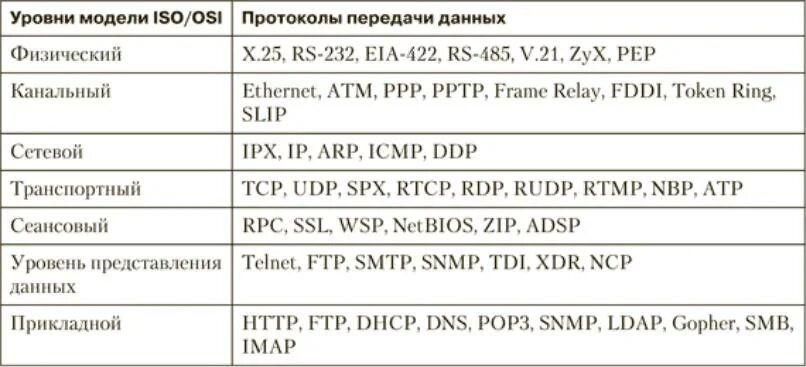 Уровни модели ISO/OSI
Протоколы передачи данных
Физический
X.25, RS-232, EIA-422, RS-485, V.21, ZyX, PEP
Канальный
Ethernet, ATM, PPP, PPTP, Frame Relay, FDDI, Token Ring,
SLIP
Сетевой
IPX, IP, ARP, ICMP, DDP
Транспортный
TCP, UDP, SPX, RTCP, RDP, RUDP, RTMP, NBP, ATP
Сеансовый
RPC, SSL, WSP, NetBIOS, ZIP, ADSP
Уровень представления
данных
Telnet, FTP, SMTP, SNMP, TDI, XDR, NCP
Прикладной
HTTP, FTP, DHCP, DNS, POP3, SNMP, LDAP, Gopher, SMB,
IMAP